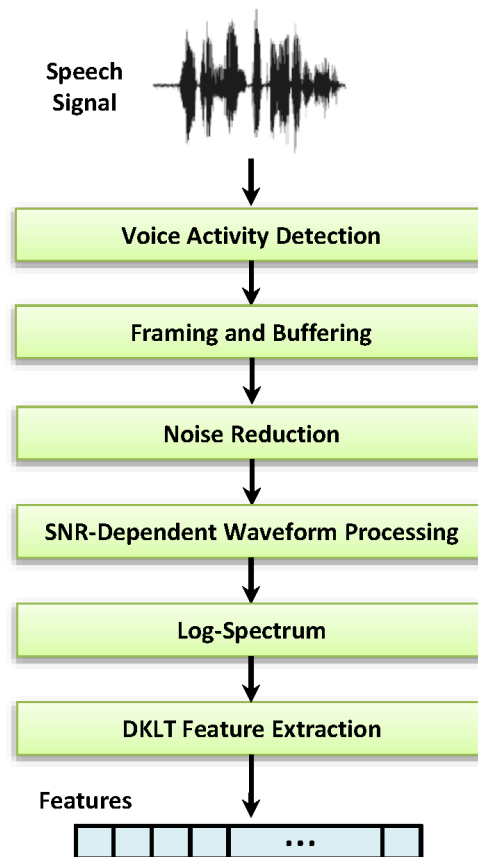 Speech
Signal
Voice Activity Detection
Framing and Buffering
Noise Reduction
SNR-Dependent Waveform Processing
Log-Spectrum
DKLT Feature Extraction
Features
...